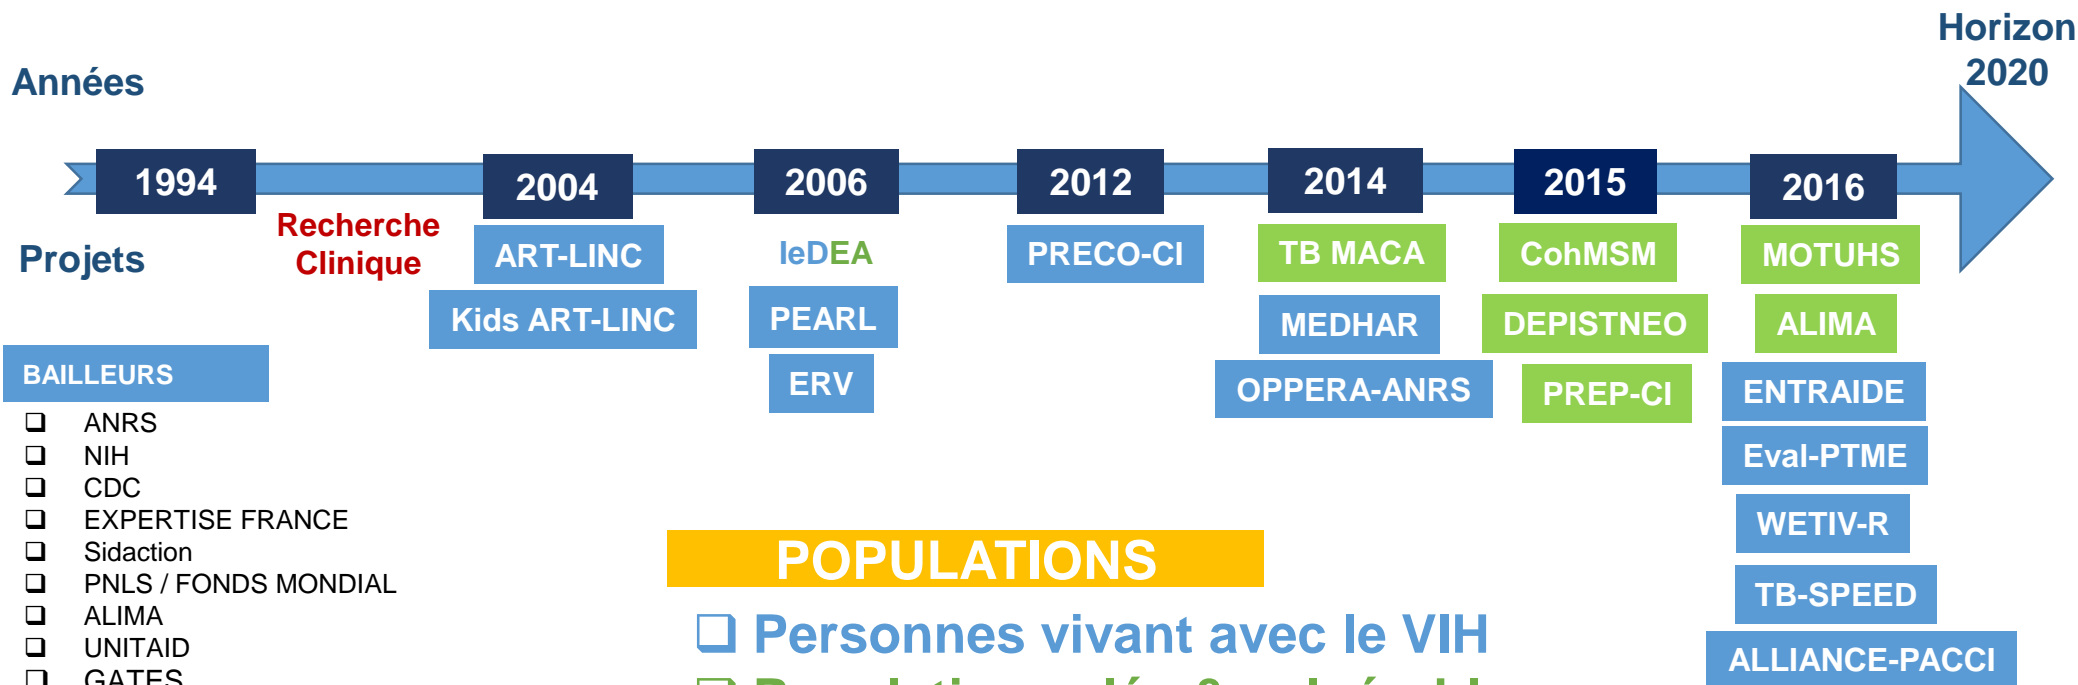 Horizon
2020
Années
1994
2004
2006
2012
2014
2015
2016
Projets
Recherche
Clinique
ART-LINC
Kids ART-LINC
IeDEA
PEARL
ERV
PRECO-CI
TB MACA
MEDHAR
OPPERA-ANRS
CohMSM
DEPISTNEO
PREP-CI
MOTUHS
ALIMA
ENTRAIDE
Eval-PTME
WETIV-R
TB-SPEED
ALLIANCE-PACCI
BAILLEURS
❑ ANRS
❑ NIH
❑ CDC
❑ EXPERTISE FRANCE
❑ Sidaction
❑ PNLS / FONDS MONDIAL
❑ ALIMA
❑ UNITAID
❑ GATES
POPULATIONS
❑ Personnes vivant avec le VIH